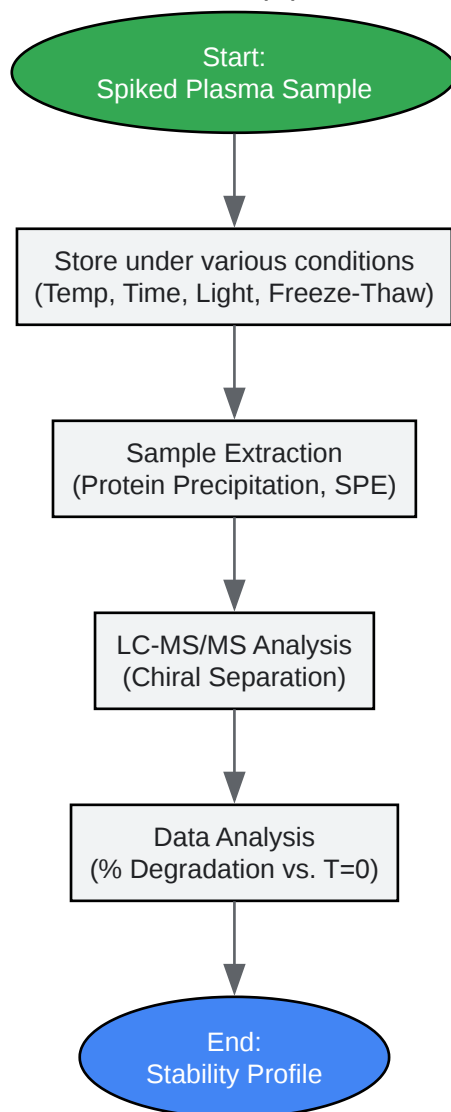 Start:
Spiked Plasma Sample
Store under various conditions
(Temp, Time, Light, Freeze-Thaw)
Sample Extraction
(Protein Precipitation, SPE)
LC-MS/MS Analysis
(Chiral Separation)
Data Analysis
(% Degradation vs. T=0)
End:
Stability Profile